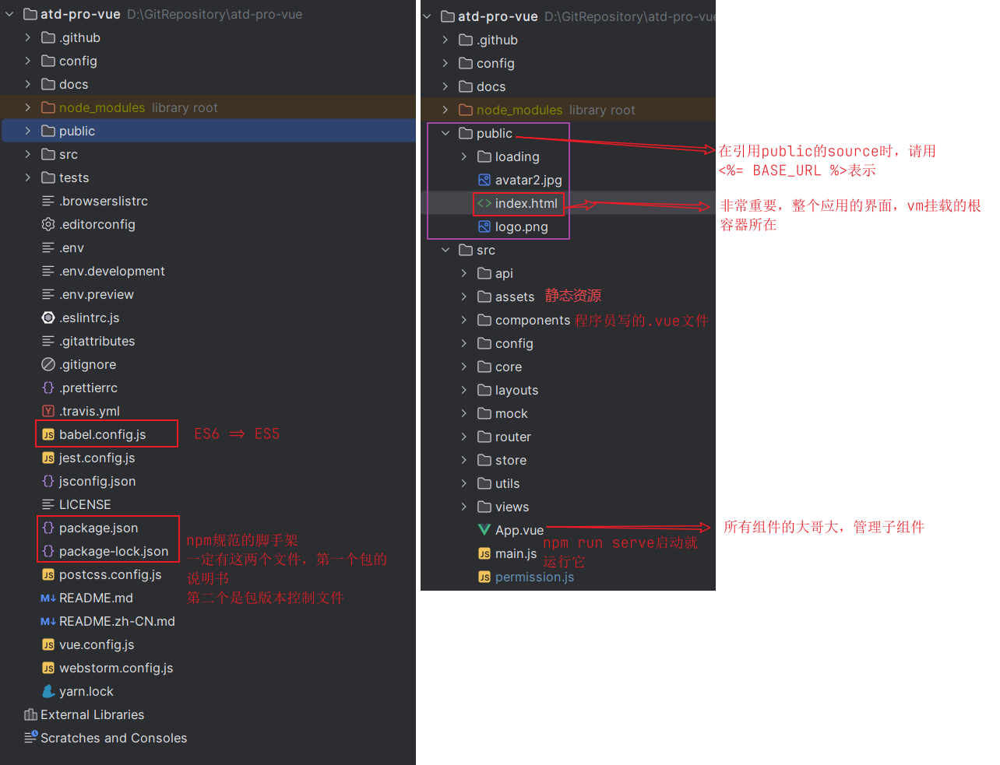 atd-pro-vue D:\GitRepository\atd-pro-vue
.github
config
docs
node_modules library root
public
src
tests
.browserslistrc
.editorconfig
.env
.env.development
.env.preview
.eslintrc.js
.gitattributes
.gitignore
.prettierrc
.travis.yml
babel.config.js
ES6 => ES5
jest.config.js
jsconfig.json
LICENSE
package.json
package-lock.json
npm规范的脚手架
一定有这两个文件，第一个包的
说明书
第二个是包版本控制文件
postcss.config.js
README.md
README.zh-CN.md
vue.config.js
webstorm.config.js
yarn.lock
External Libraries
Scratches and Consoles
atd-pro-vue D:\GitRepository\atd-pro-vue
.github
config
docs
node_modules library root
public
在引用public的source时，请用
<%= BASE_URL %>表示
loading
avatar2.jpg
index.html
非常重要，整个应用的界面，vm挂载的根
容器所在
logo.png
src
api
assets 静态资源
components 程序员写的.vue文件
config
core
layouts
mock
router
store
utils
views
App.vue
所有组件的大哥大，管理子组件
main.js
npm run serve启动就
运行它
permission.js